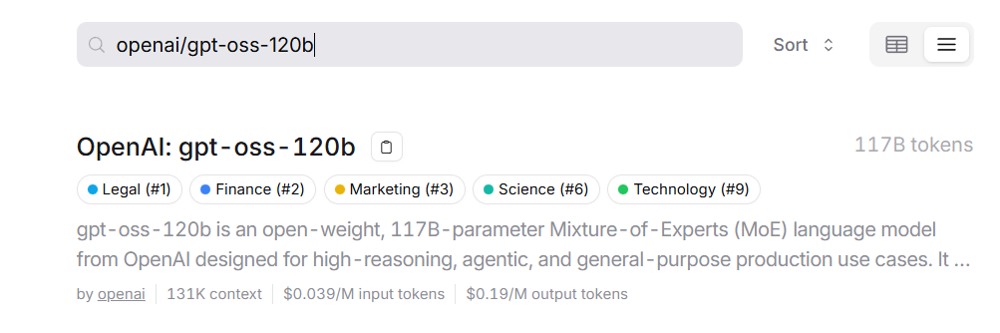 openai/gpt-oss-120b
Sort
OpenAI: gpt-oss-120b
117B tokens
Legal (#1) Finance (#2) Marketing (#3) Science (#6) Technology (#9)
gpt-oss-120b is an open-weight, 117B-parameter Mixture-of-Experts (MoE) language model
from OpenAI designed for high-reasoning, agentic, and general-purpose production use cases. It ...
by openai 131K context $0.039/M input tokens $0.19/M output tokens